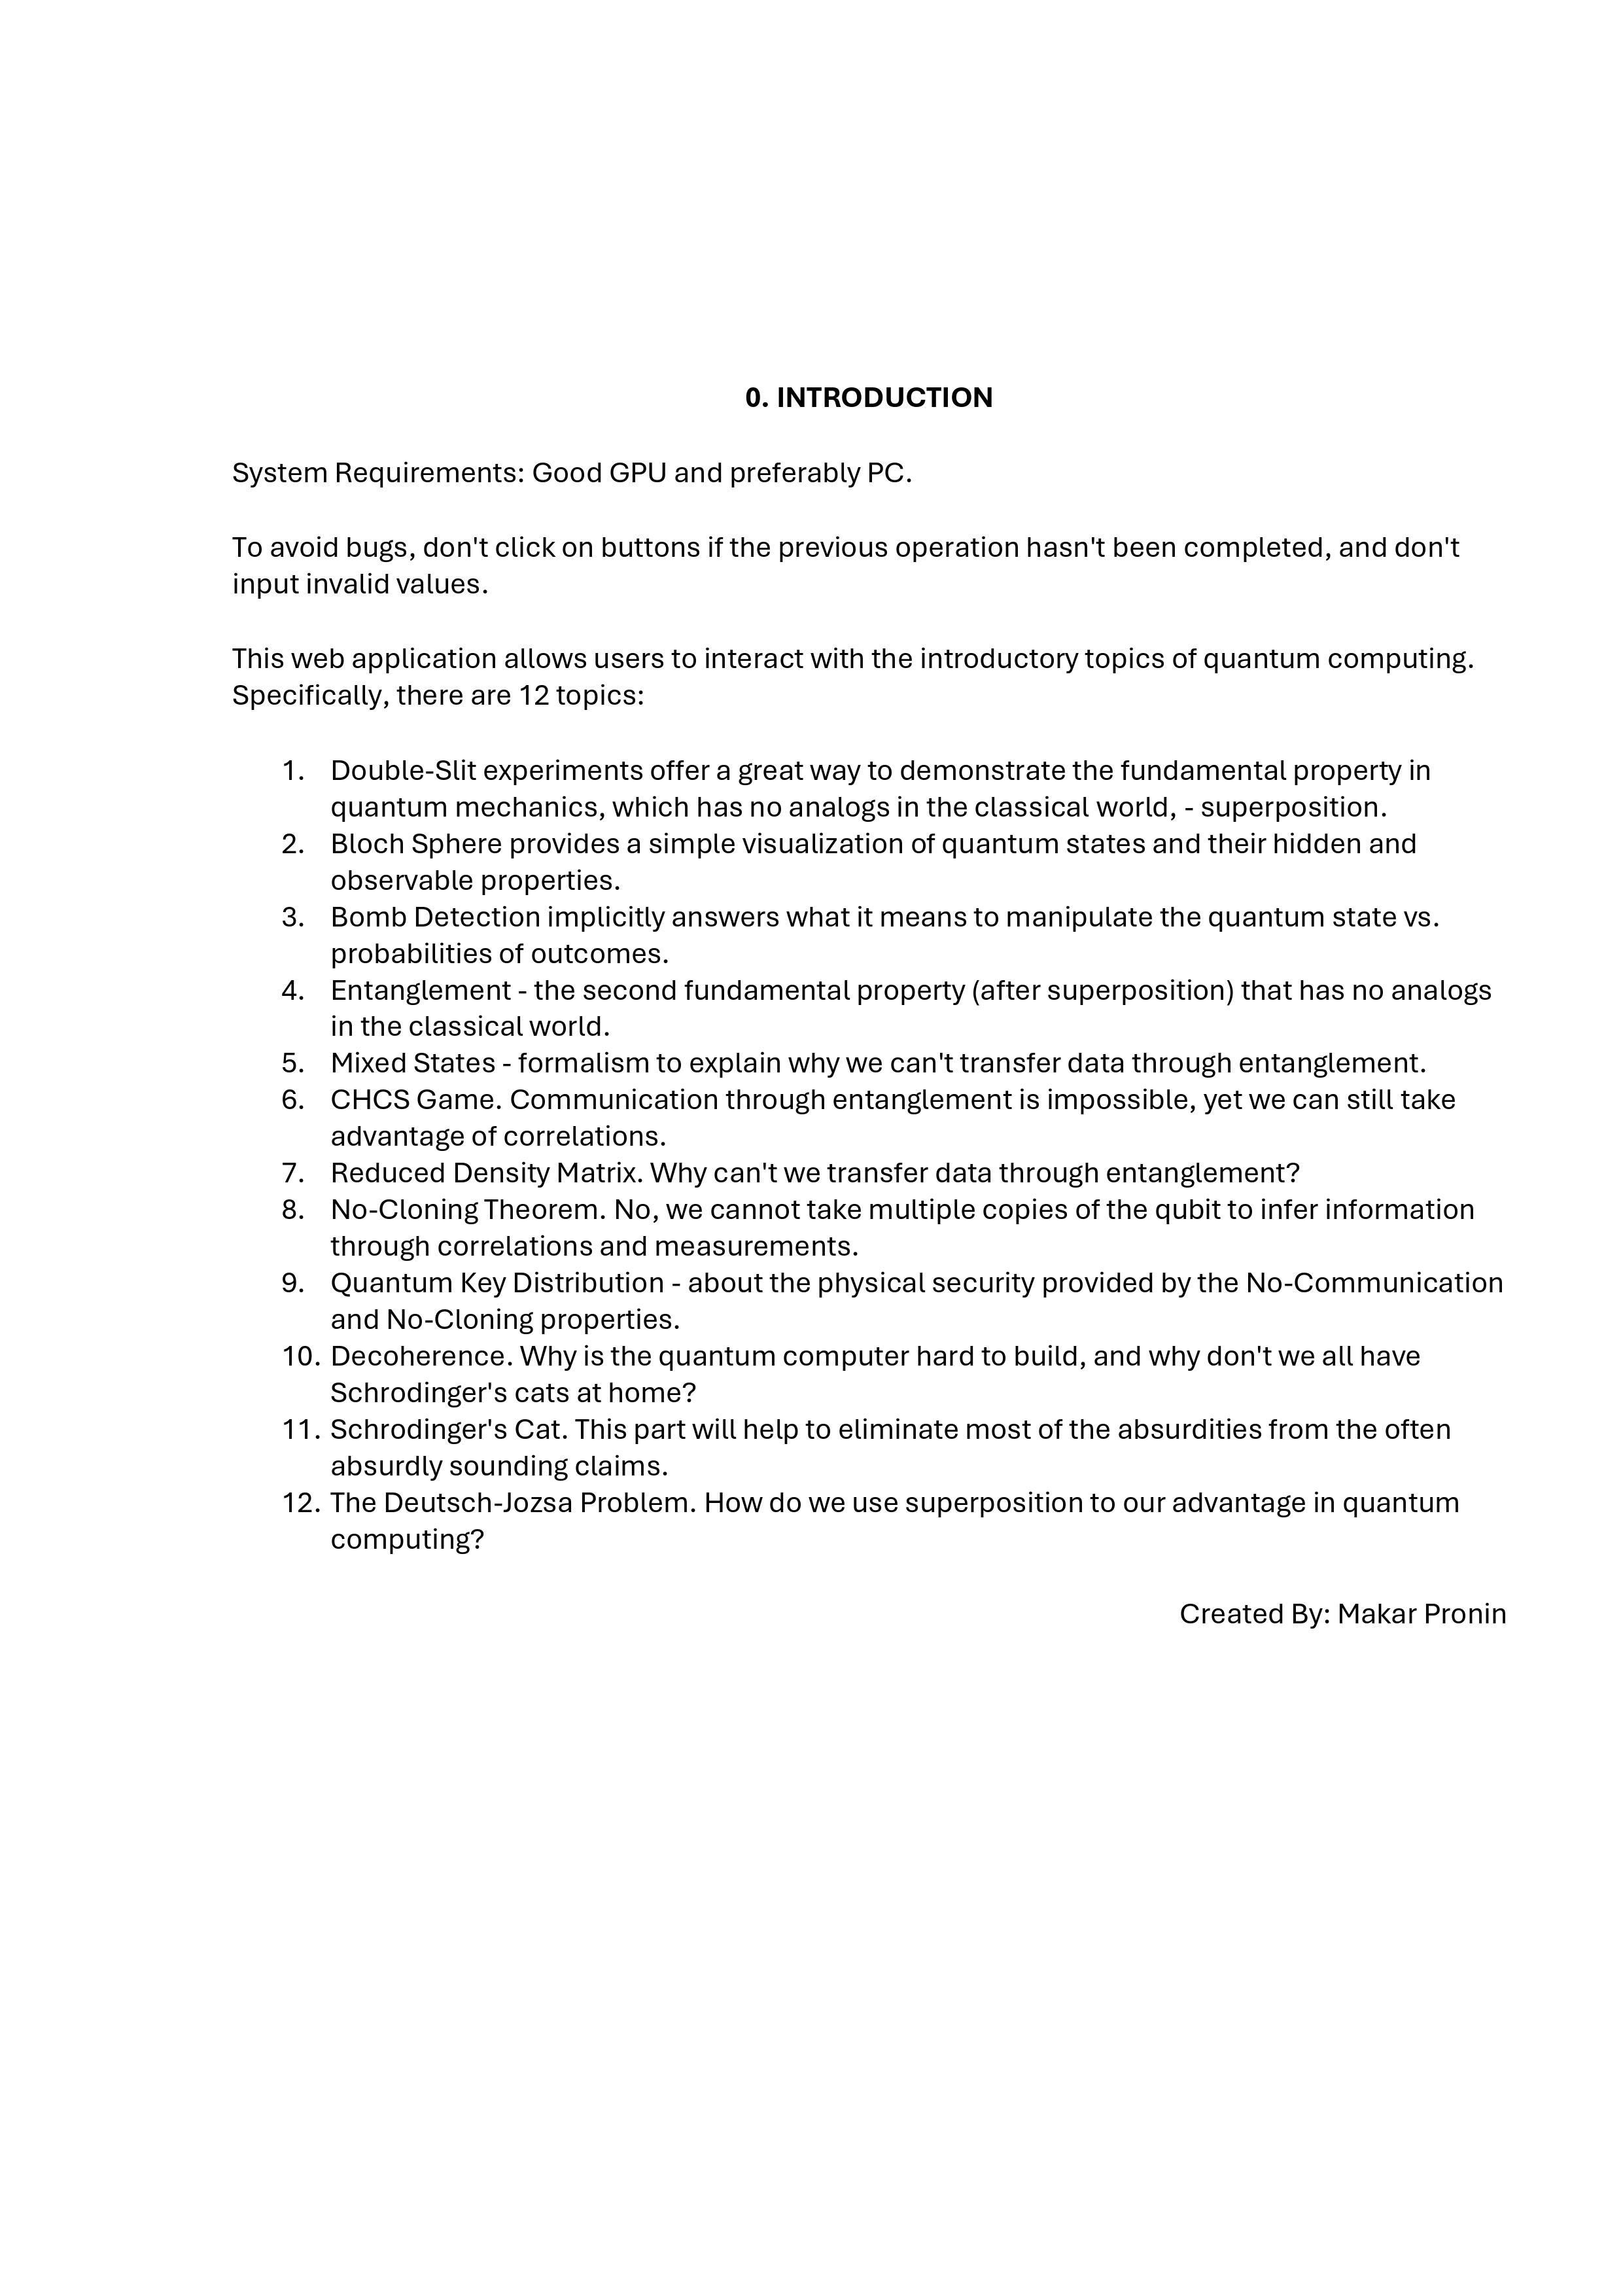 0. INTRODUCTION
System Requirements: Good GPU and preferably PC.
To avoid bugs, don't click on buttons if the previous operation hasn't been completed, and don't
input invalid values.
This web application allows users to interact with the introductory topics of quantum computing.
Specifically, there are 12 topics:
1. Double-Slit experiments offer a great way to demonstrate the fundamental property in
quantum mechanics, which has no analogs in the classical world, - superposition.
2. Bloch Sphere provides a simple visualization of quantum states and their hidden and
observable properties.
3. Bomb Detection implicitly answers what it means to manipulate the quantum state vs.
probabilities of outcomes.
4. Entanglement - the second fundamental property (after superposition) that has no analogs
in the classical world.
5. Mixed States - formalism to explain why we can't transfer data through entanglement.
6. CHCS Game. Communication through entanglement is impossible, yet we can still take
advantage of correlations.
7. Reduced Density Matrix. Why can't we transfer data through entanglement?
8. No-Cloning Theorem. No, we cannot take multiple copies of the qubit to infer information
through correlations and measurements.
9. Quantum Key Distribution - about the physical security provided by the No-Communication
and No-Cloning properties.
10. Decoherence. Why is the quantum computer hard to build, and why don't we all have
Schrodinger's cats at home?
11. Schrodinger's Cat. This part will help to eliminate most of the absurdities from the often
absurdly sounding claims.
12. The Deutsch-Jozsa Problem. How do we use superposition to our advantage in quantum
computing?
Created By: Makar Pronin